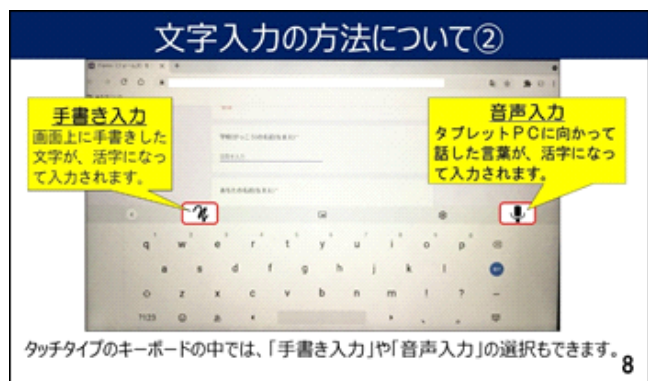 文字入力の方法について②
手書き入力
画面上に手書きした
文字が、活字になっ
て入力されます。
音声入力
タブレットPCに向かって
話した言葉が、活字になっ
て入力されます。
q w e r t y u i o p
a s d f g h j k l
z x c v b n m ! ?
?123
タッチタイプのキーボードの中では、「手書き入力」や「音声入力」の選択もできます。
8